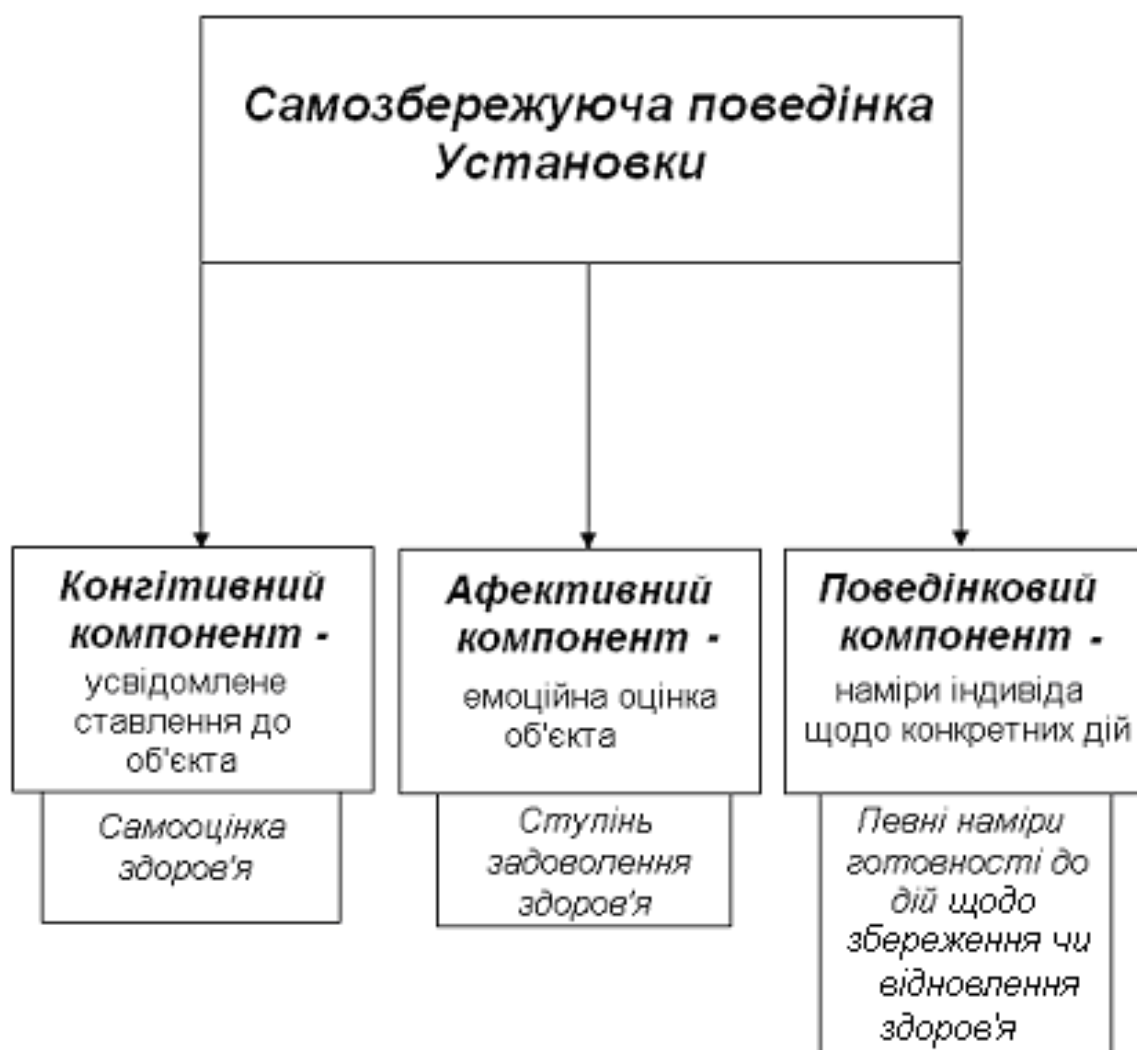 Самозбережуюча поведінка
Установки
Конгітивний
компонент -
усвідомлене
ставлення до
об'єкта
Самооцінка
здоров'я
Афективний
компонент -
емоційна оцінка
об'єкта
Ступінь
задоволення
здоров'я
Поведінковий
компонент -
наміри індивіда
щодо конкретних дій
Певні наміри
готовності до
дій щодо
збереження чи
відновлення
здоров'я